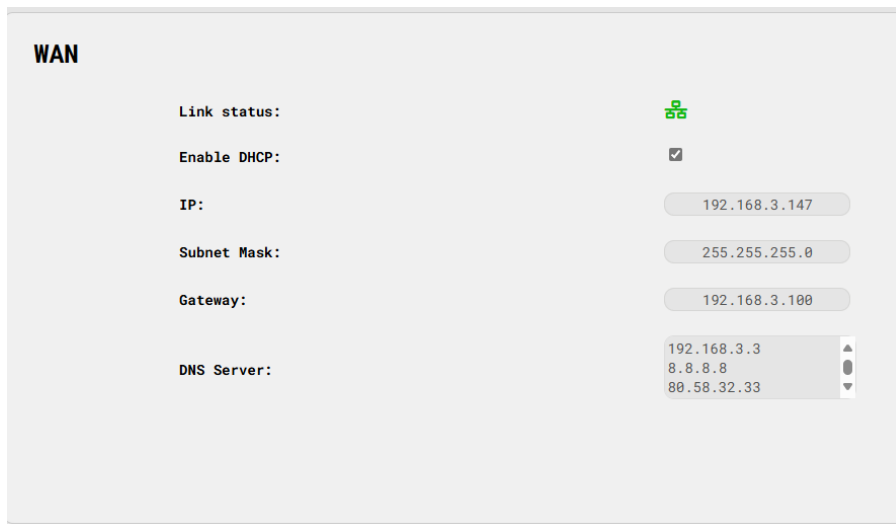 WAN
Link status:
Enable DHCP:
IP: 192.168.3.147
Subnet Mask: 255.255.255.0
Gateway: 192.168.3.100
DNS Server: 192.168.3.3
8.8.8.8
80.58.32.33